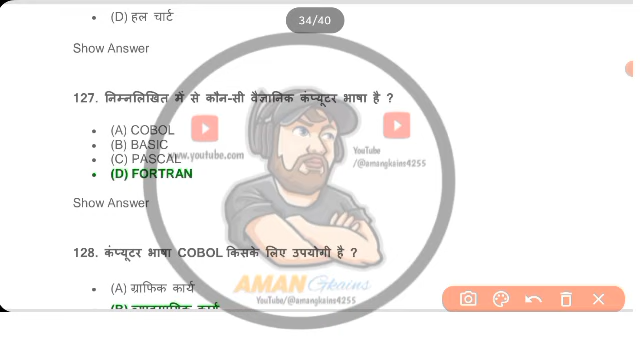 (D) हल चार्ट
34/40
Show Answer
127. निम्नलिखित में से कौन-सी वैज्ञानिक कंप्यूटर भाषा है ?
(A) COBOL
(B) BASIC
(C) PASCAL
(D) FORTRAN
www.youtube.com
YouTube
/@amangkains4255
Show Answer
128. कंप्यूटर भाषा COBOL किसके लिए उपयोगी है ?
(A) ग्राफिक कार्य
(B) व्यावसायिक कार्य
AMAN Gkains
YouTube/@amangkains4255